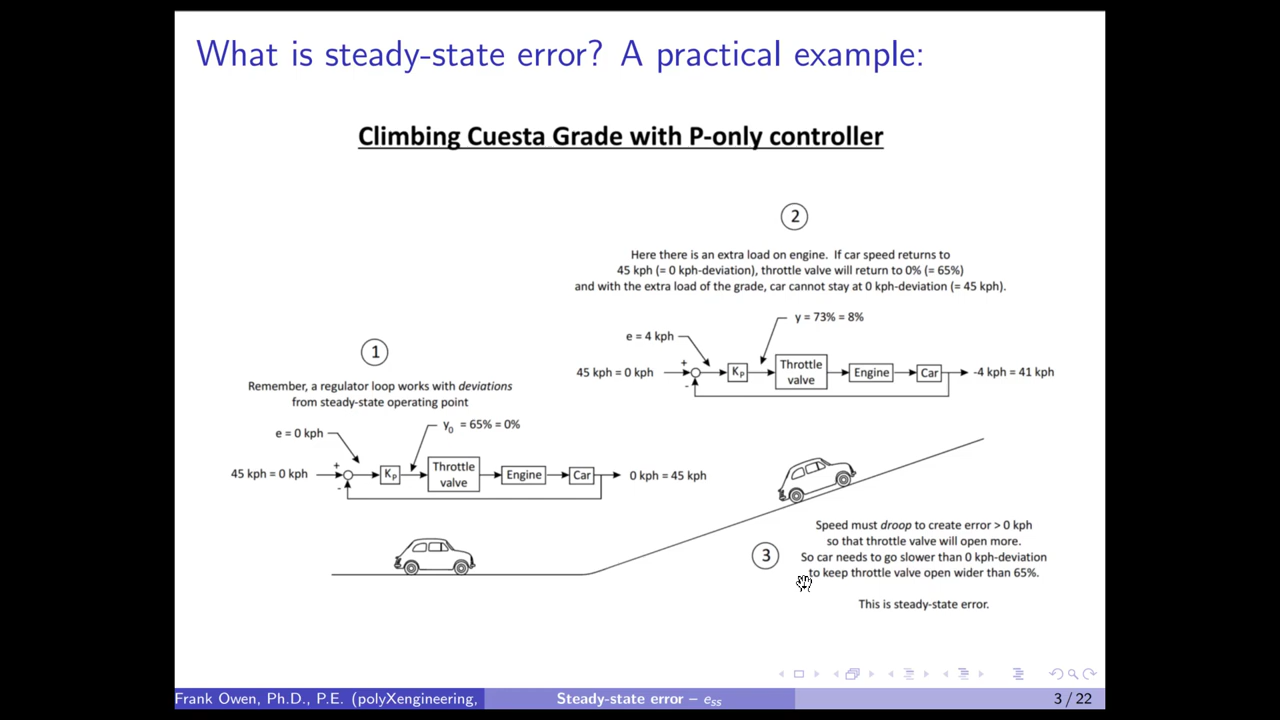 What is steady-state error? A practical example:
Climbing Cuesta Grade with P-only controller
2
Here there is an extra load on engine. If car speed returns to
45 kph (= 0 kph-deviation), throttle valve will return to 0% (= 65%)
and with the extra load of the grade, car cannot stay at 0 kph-deviation (= 45 kph).
y = 73% = 8%
e = 4 kph
45 kph = 0 kph
+
-
Kp
Throttle
valve
Engine
Car
-4 kph = 41 kph
1
Remember, a regulator loop works with deviations
from steady-state operating point
y0 = 65% = 0%
e = 0 kph
45 kph = 0 kph
+
-
Kp
Throttle
valve
Engine
Car
0 kph = 45 kph
3
Speed must droop to create error > 0 kph
so that throttle valve will open more.
So car needs to go slower than 0 kph-deviation
to keep throttle valve open wider than 65%.
This is steady-state error.
Frank Owen, Ph.D., P.E. (polyXengineering,
Steady-state error – ess
3 / 22